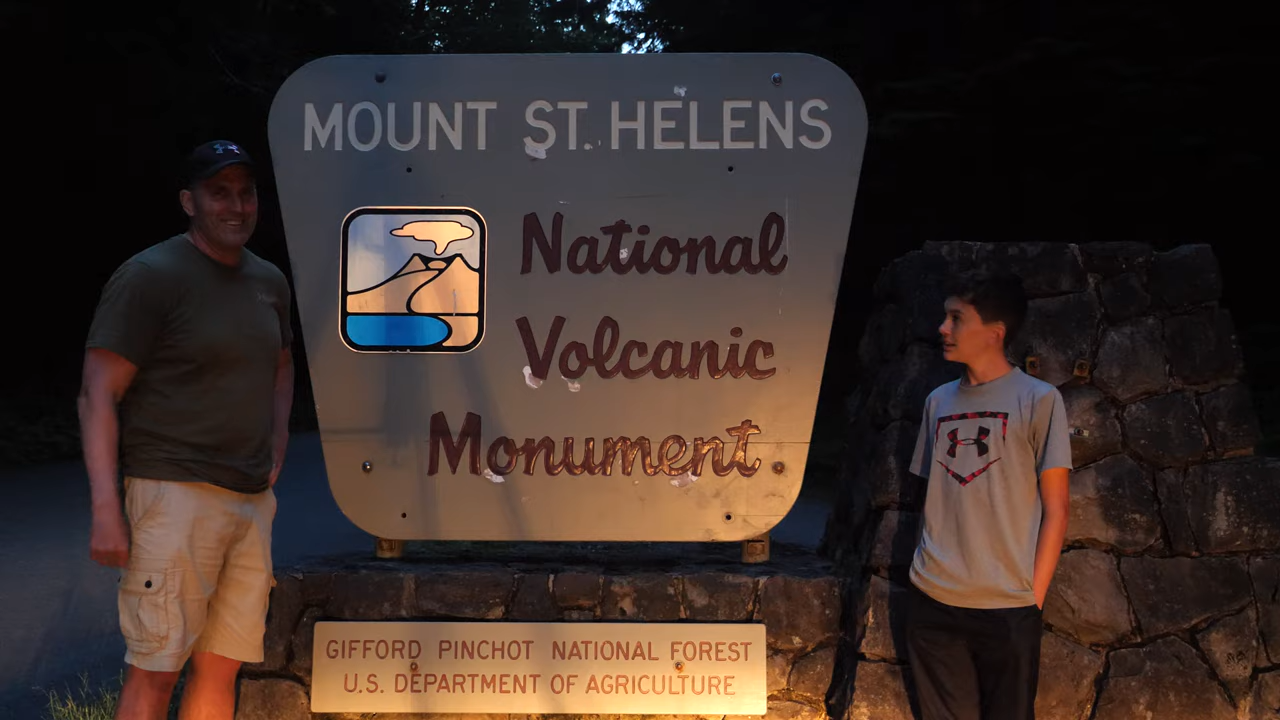 MOUNT ST. HELENS
National
Volcanic
Monument
GIFFORD PINCHOT NATIONAL FOREST
U.S. DEPARTMENT OF AGRICULTURE